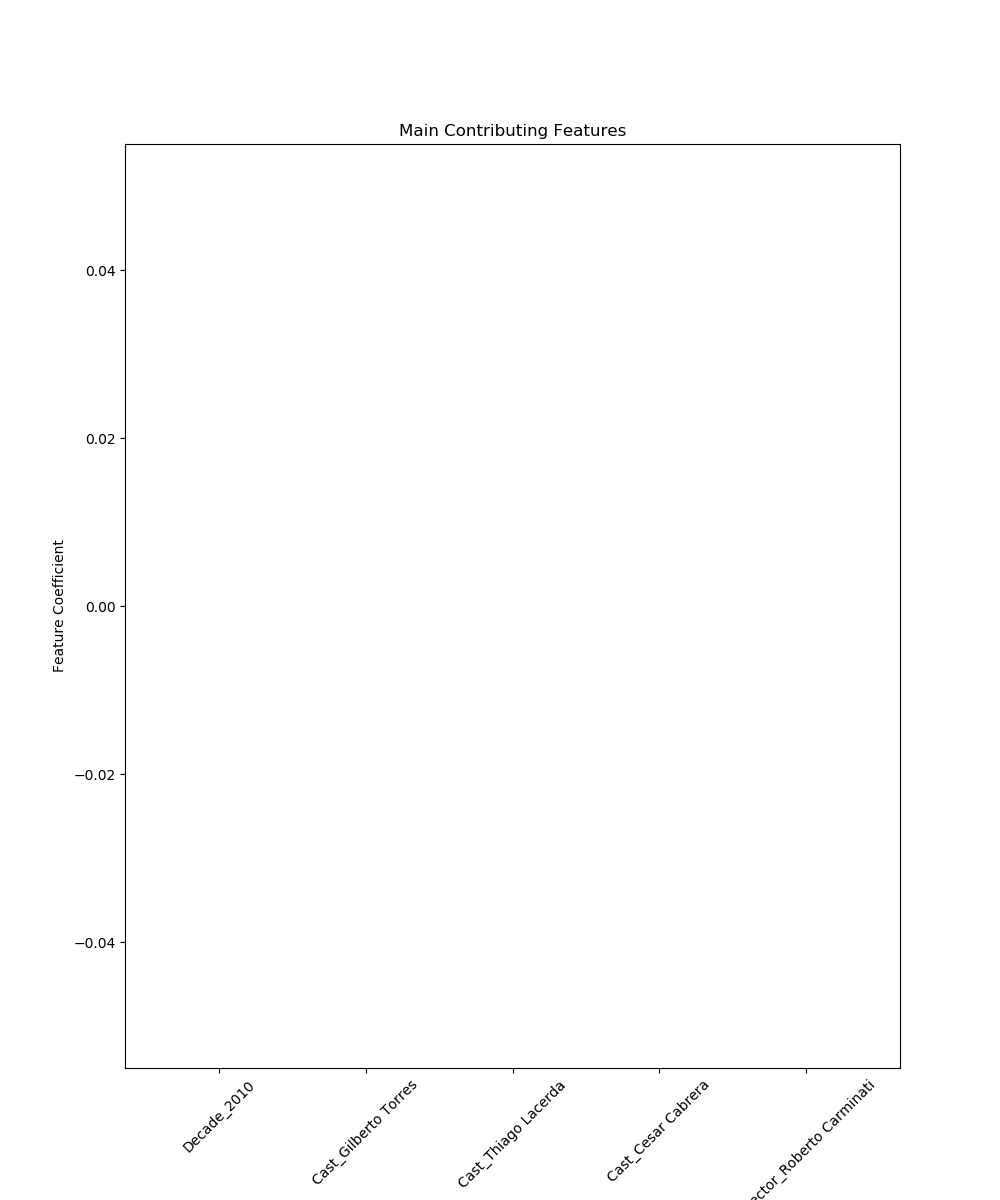 Main Contributing Features
0.04
0.02
0.00
−0.02
−0.04
Feature Coefficient
Decade_2010
Cast_Gilberto Torres
Cast_Thiago Lacerda
Cast_Cesar Cabrera
ector_Roberto Carminati